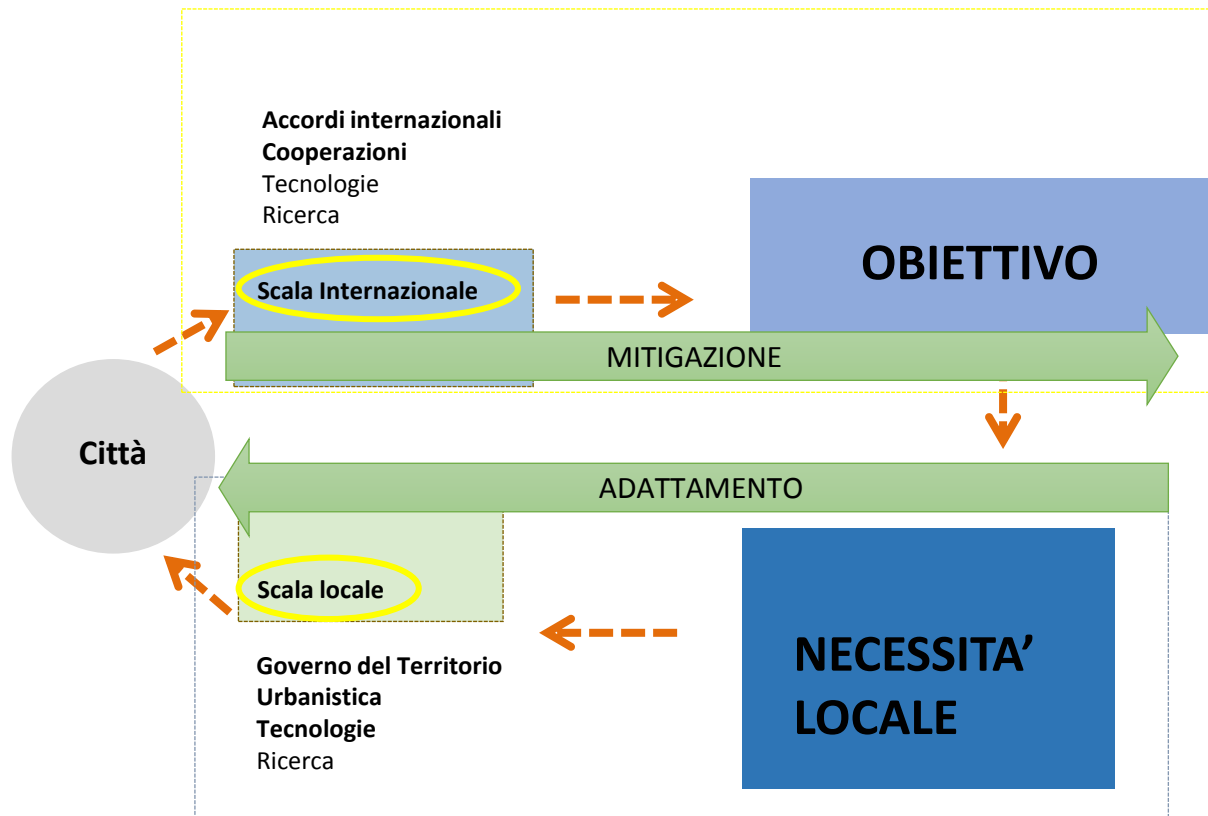 Accordi internazionali
Cooperazioni
Tecnologie
Ricerca
Scala Internazionale
OBIETTIVO
MITIGAZIONE
Città
ADATTAMENTO
Scala locale
NECESSITA’
LOCALE
Governo del Territorio
Urbanistica
Tecnologie
Ricerca